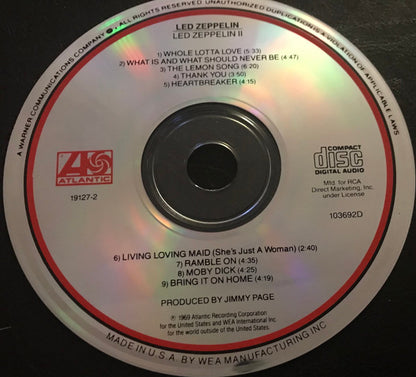 A WARNER COMMUNICATIONS COMPANY ALL RIGHTS RESERVED. UNAUTHORIZED DUPLICATION IS A VIOLATION OF APPLICABLE LAWS
LED ZEPPELIN
LED ZEPPELIN II
1) WHOLE LOTTA LOVE (5:33)
2) WHAT IS AND WHAT SHOULD NEVER BE (4:47)
3) THE LEMON SONG (6:20)
4) THANK YOU (3:50)
5) HEARTBREAKER (4:15)
ATLANTIC
19127-2
COMPACT
disc
DIGITAL AUDIO
Mfd. for RCA
Direct Marketing, Inc.
under License
103692D
6) LIVING LOVING MAID (She's Just A Woman) (2:40)
7) RAMBLE ON (4:35)
8) MOBY DICK (4:25)
9) BRING IT ON HOME (4:19)
PRODUCED BY JIMMY PAGE
℗ 1969 Atlantic Recording Corporation
for the United States and WEA International Inc.
for the world outside of the United States.
MADE IN U.S.A. BY WEA MANUFACTURING INC